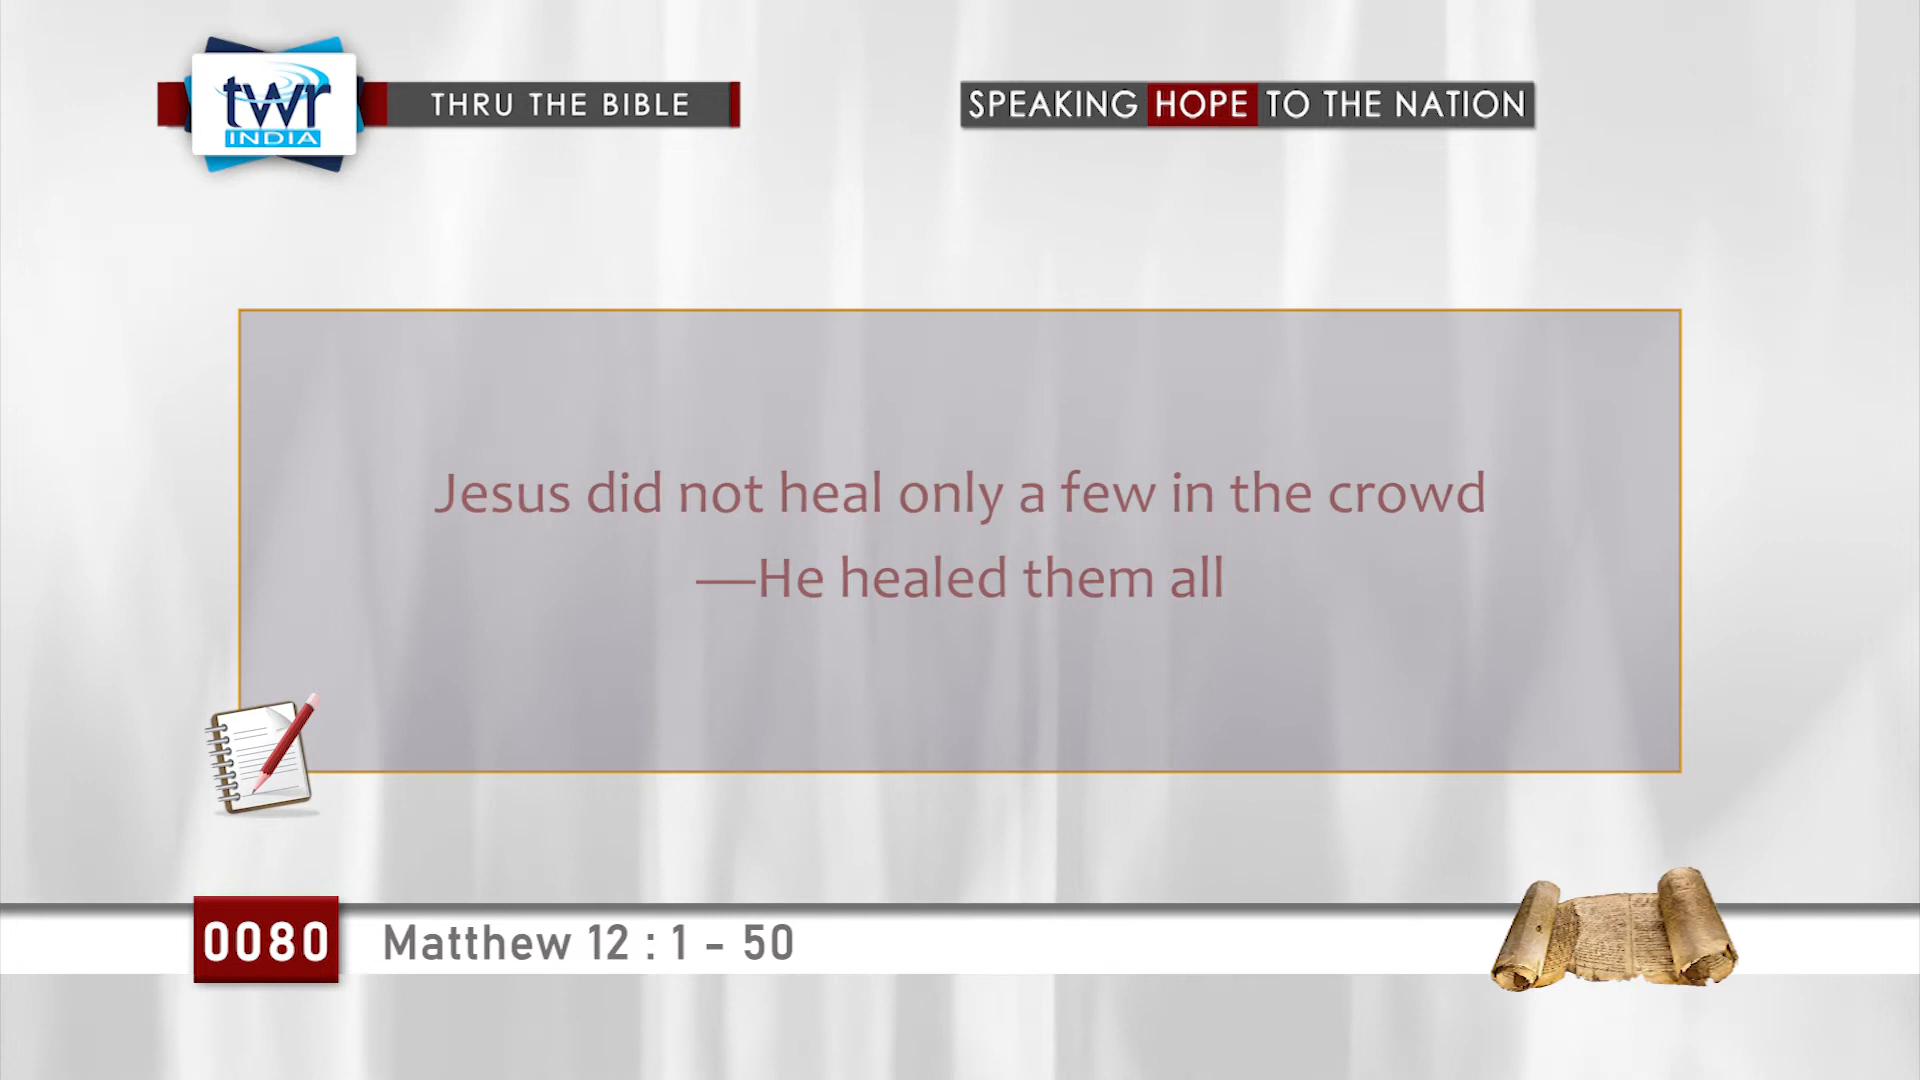 twr
INDIA
THRU THE BIBLE
SPEAKING HOPE TO THE NATION
Jesus did not heal only a few in the crowd
—He healed them all
0080
Matthew 12 : 1 - 50